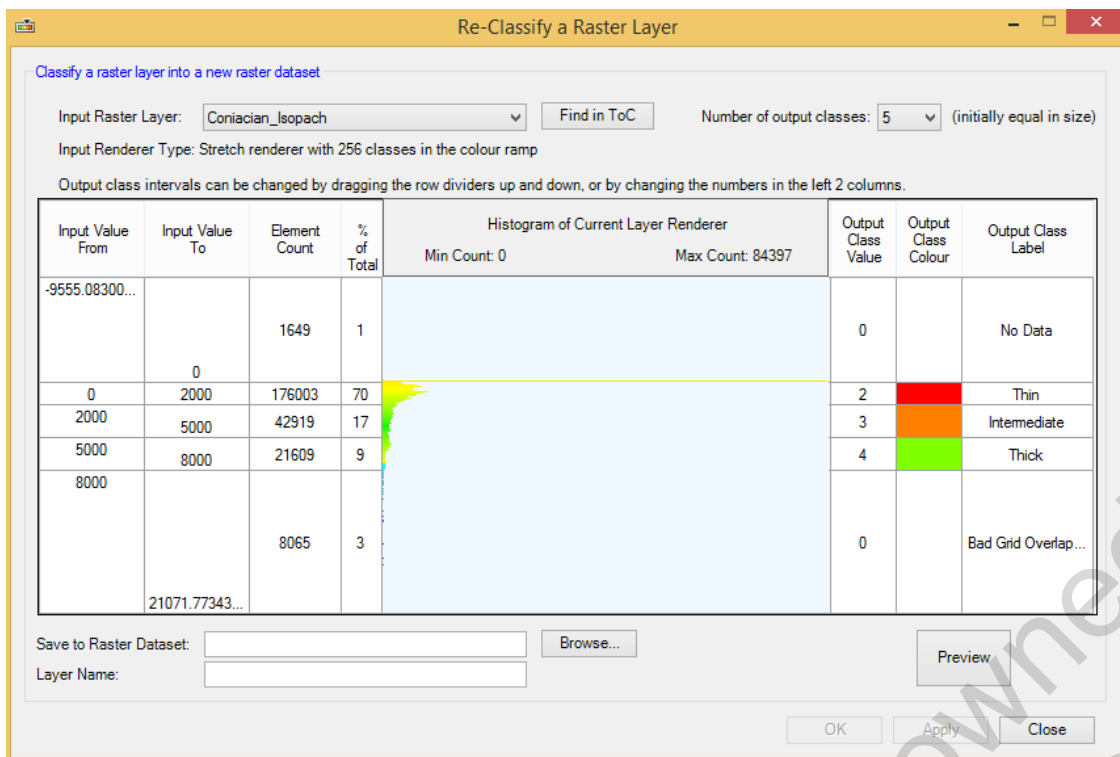 Re-Classify a Raster Layer
Classify a raster layer into a new raster dataset
Input Raster Layer: Coniacian_Isopach Find in ToC Number of output classes: 5 (initially equal in size)
Input Renderer Type: Stretch renderer with 256 classes in the colour ramp
Output class intervals can be changed by dragging the row dividers up and down, or by changing the numbers in the left 2 columns.
Input Value From Input Value To Element Count % of Total Histogram of Current Layer Renderer Min Count: 0 Max Count: 84397 Output Class Value Output Class Colour Output Class Label
-9555.08300... 0 1649 1 0 No Data
0 2000 176003 70 2 Thin
2000 5000 42919 17 3 Intermediate
5000 8000 21609 9 4 Thick
8000 21071.77343... 8065 3 0 Bad Grid Overlap...
Save to Raster Dataset: Browse... Preview
Layer Name:
OK Apply Close